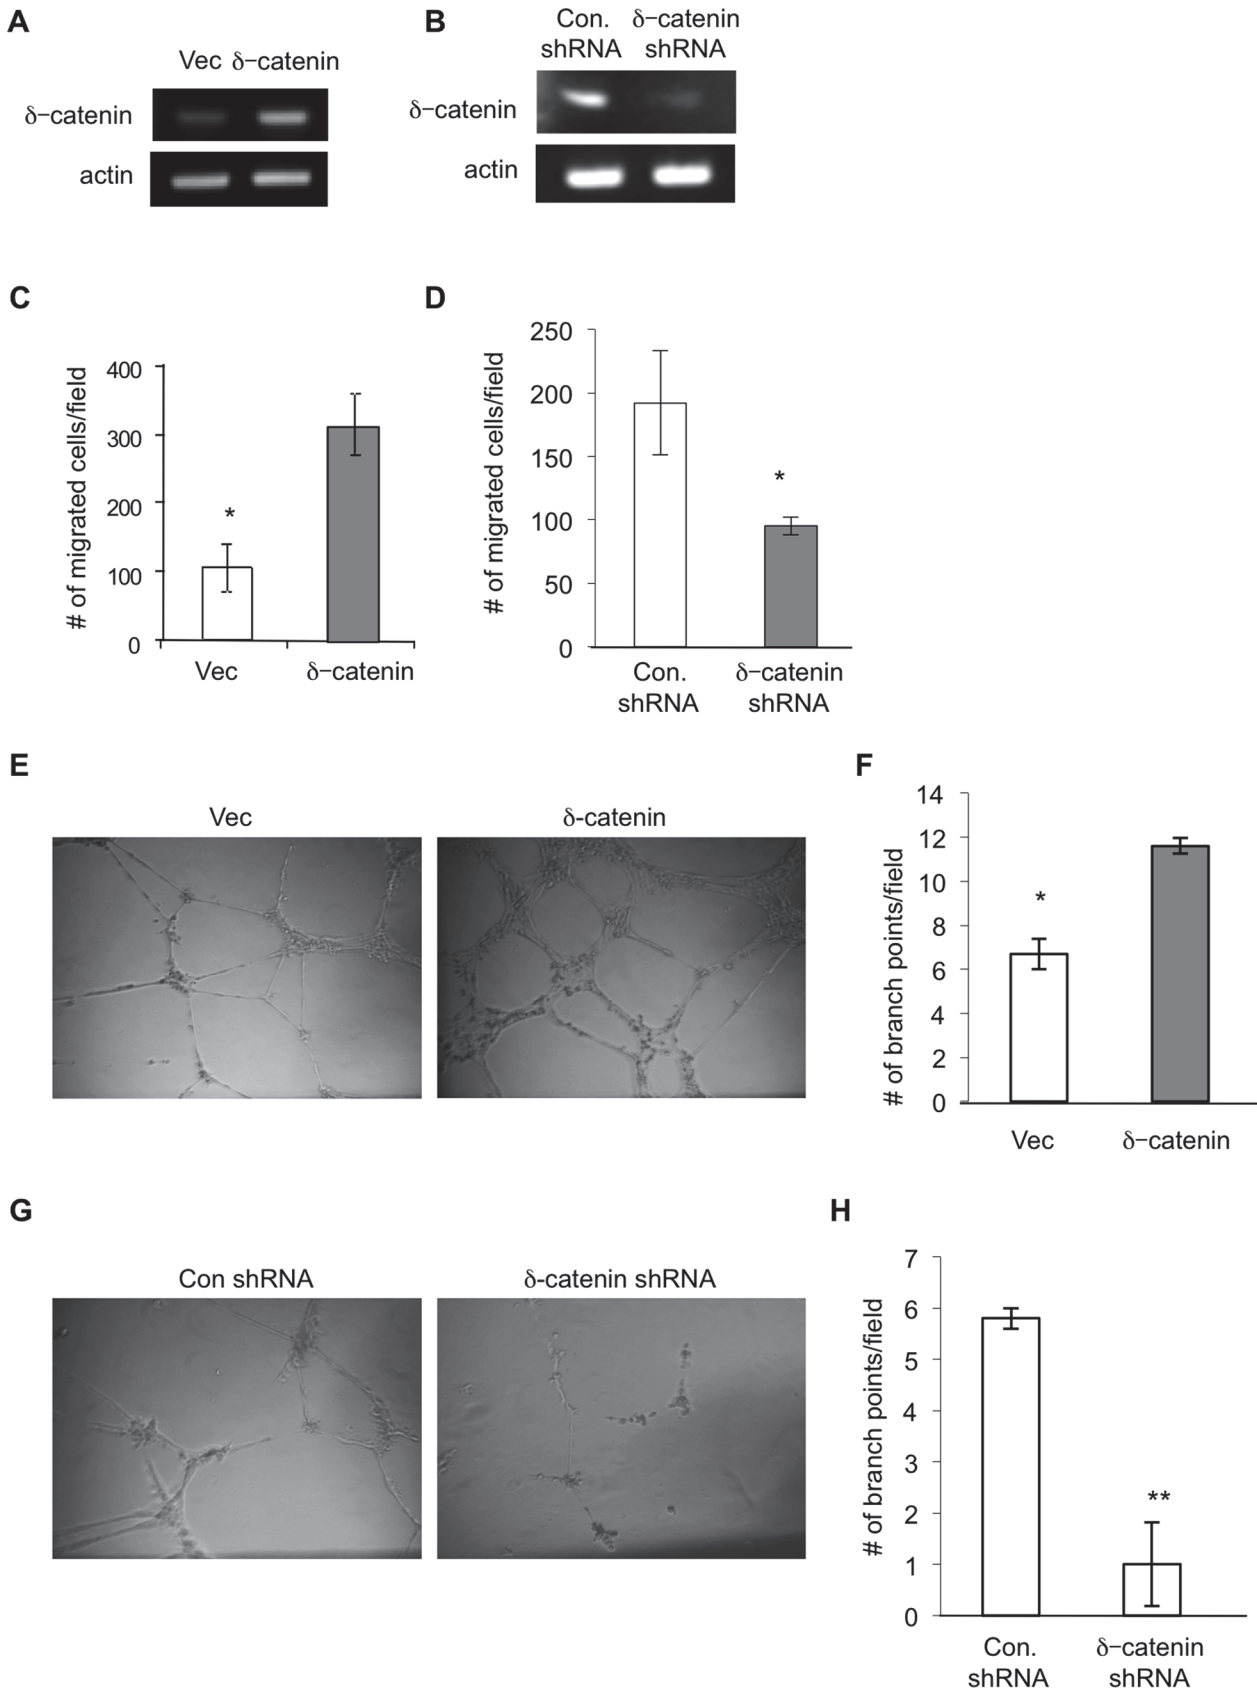 A
Vec δ−catenin
δ−catenin
actin
B
Con. δ−catenin
shRNA shRNA
δ−catenin
actin
C
# of migrated cells/field
400
300
200
100
0
*
Vec
δ−catenin
D
# of migrated cells/field
250
200
150
100
50
0
*
Con. δ−catenin
shRNA shRNA
E
Vec
δ-catenin
F
# of branch points/field
14
12
10
8
6
4
2
0
*
Vec
δ−catenin
G
Con shRNA
δ-catenin shRNA
H
# of branch points/field
7
6
5
4
3
2
1
0
**
Con. δ−catenin
shRNA shRNA